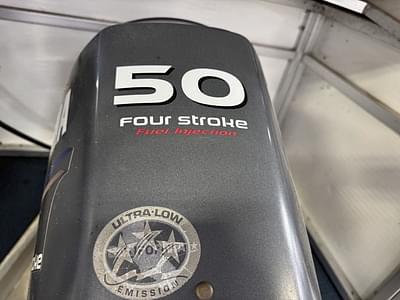 50
FOUR STROKE
Fuel Injection
ULTRA-LOW
EMISSION